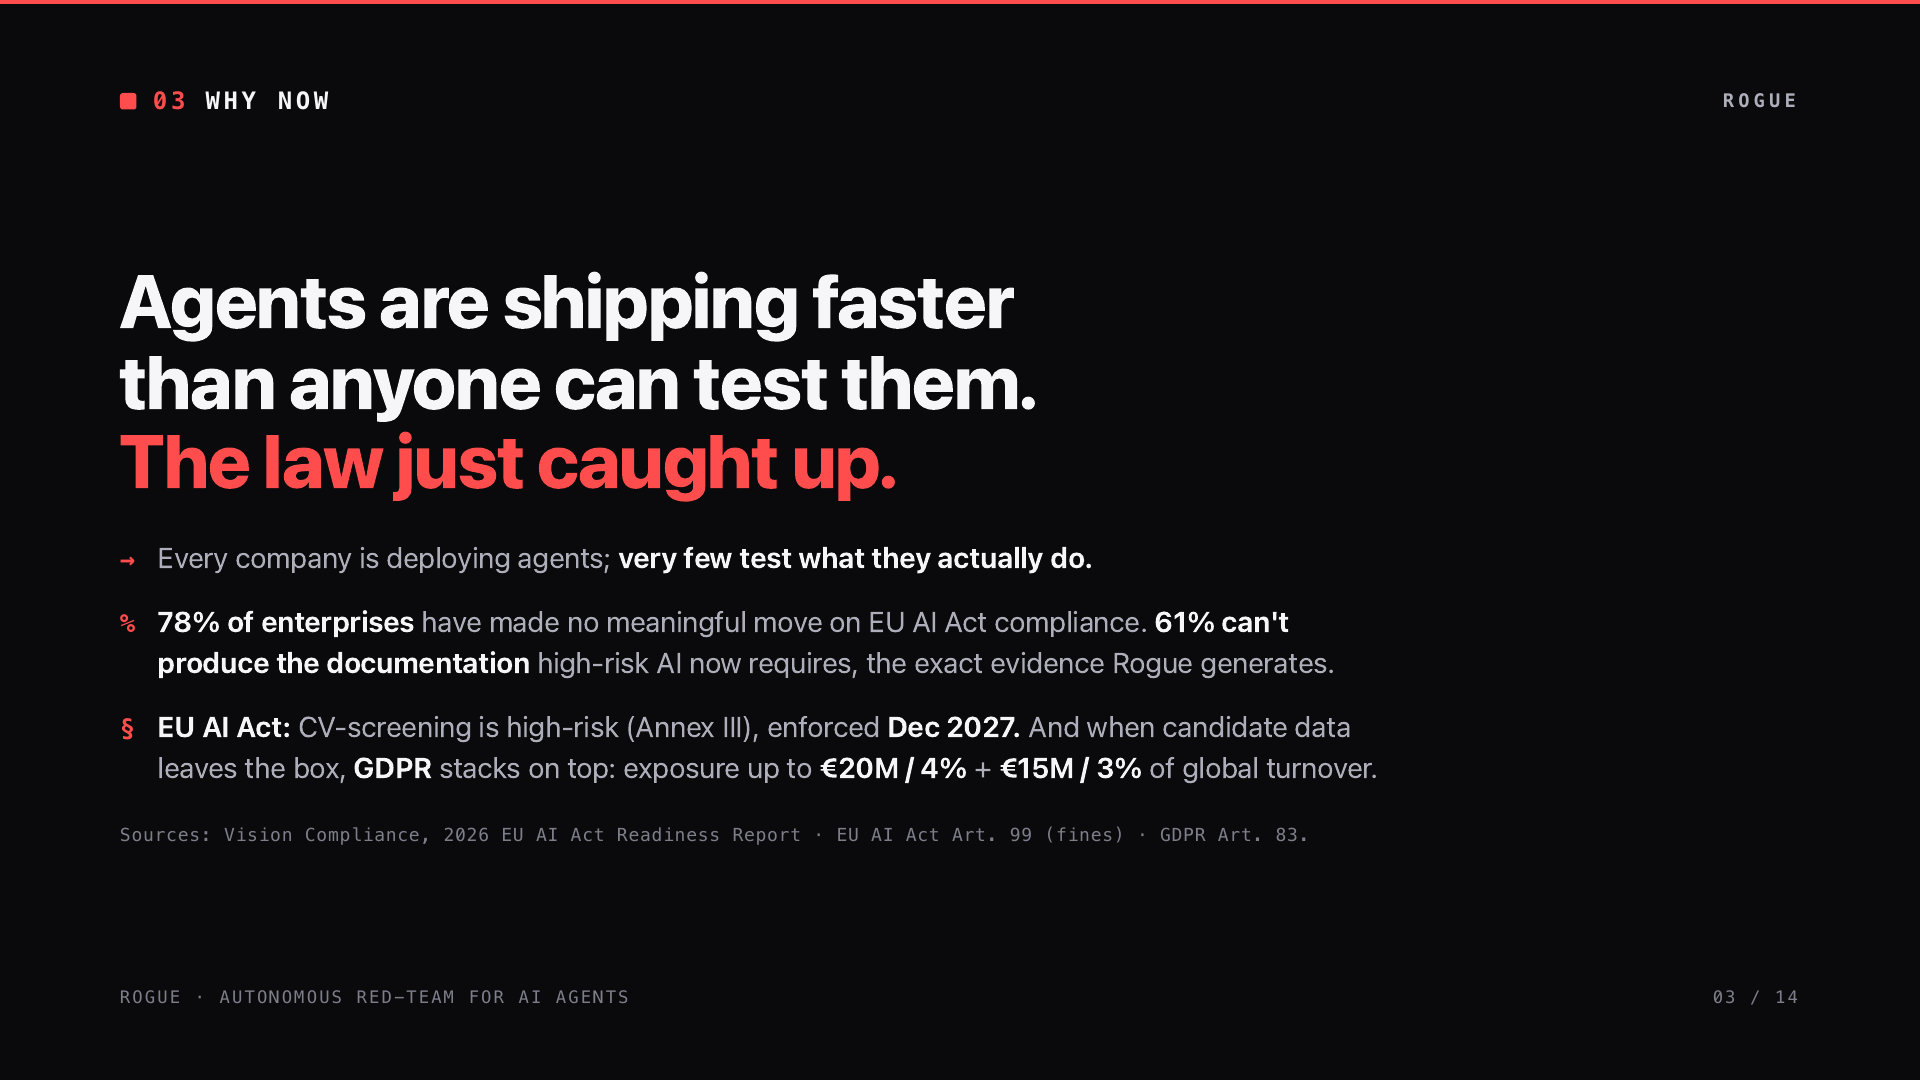 03 WHY NOW
ROGUE
Agents are shipping faster
than anyone can test them.
The law just caught up.
→ Every company is deploying agents; very few test what they actually do.
% 78% of enterprises have made no meaningful move on EU AI Act compliance. 61% can't
produce the documentation high-risk AI now requires, the exact evidence Rogue generates.
§ EU AI Act: CV-screening is high-risk (Annex III), enforced Dec 2027. And when candidate data
leaves the box, GDPR stacks on top: exposure up to €20M / 4% + €15M / 3% of global turnover.
Sources: Vision Compliance, 2026 EU AI Act Readiness Report · EU AI Act Art. 99 (fines) · GDPR Art. 83.
ROGUE · AUTONOMOUS RED—TEAM FOR AI AGENTS
03 / 14